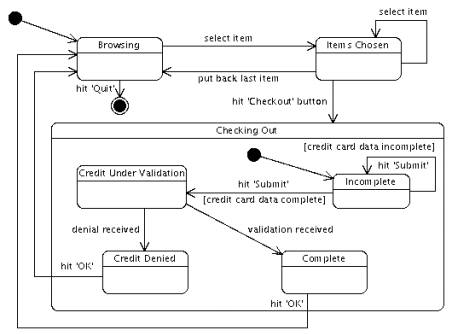 select item
Browsing
select item
Items Chosen
put back last item
hit 'Quit'
hit 'Checkout' button
Checking Out
[credit card data incomplete]
hit 'Submit'
Credit Under Validation
hit 'Submit'
Incomplete
[credit card data complete]
denial received
validation received
Credit Denied
Complete
hit 'OK'
hit 'OK'